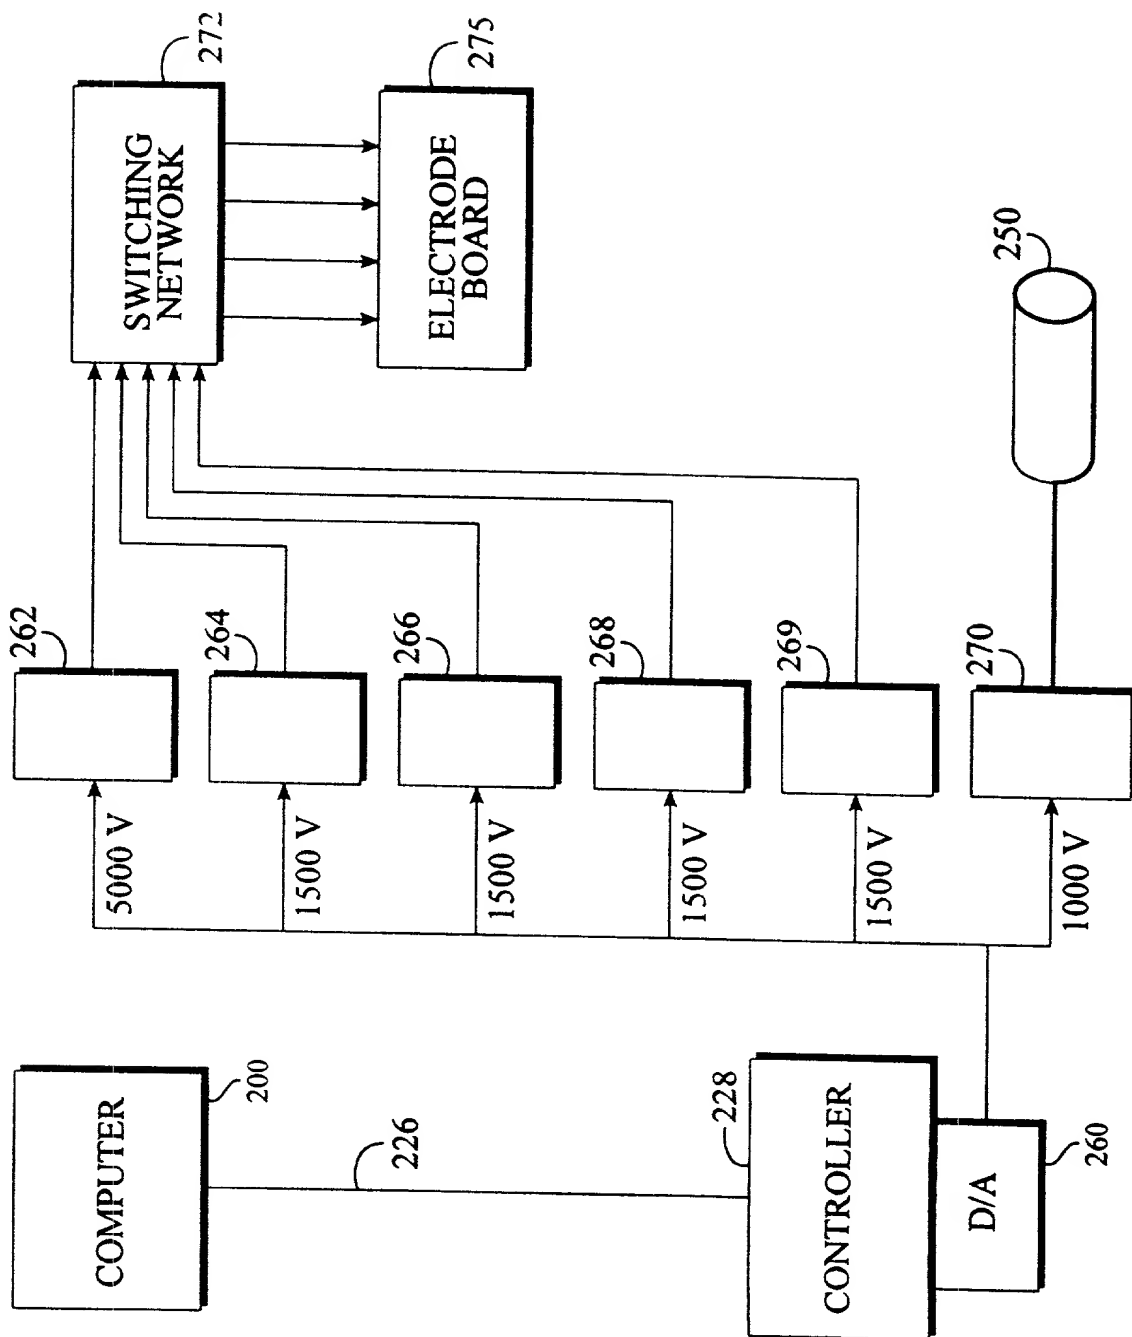 COMPUTER
200
226
228
CONTROLLER
D/A
260
5000 V
1500 V
1500 V
1500 V
1500 V
1000 V
262
264
266
268
269
270
250
SWITCHING
NETWORK
272
ELECTRODE
BOARD
275